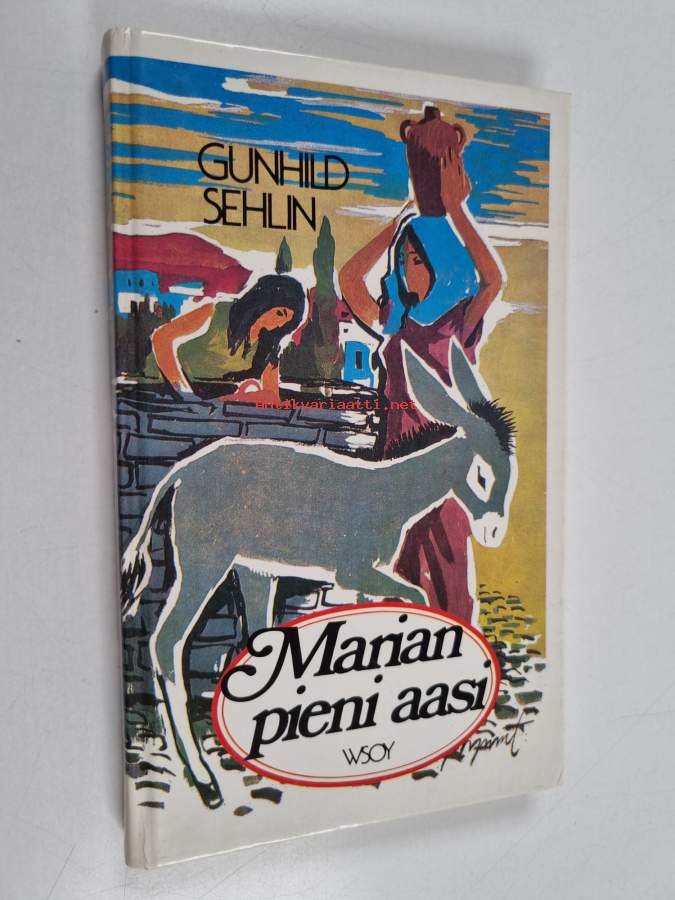 GUNHILD
SEHLIN
antikvariaatti.net
Marian
pieni aasi
WSOY